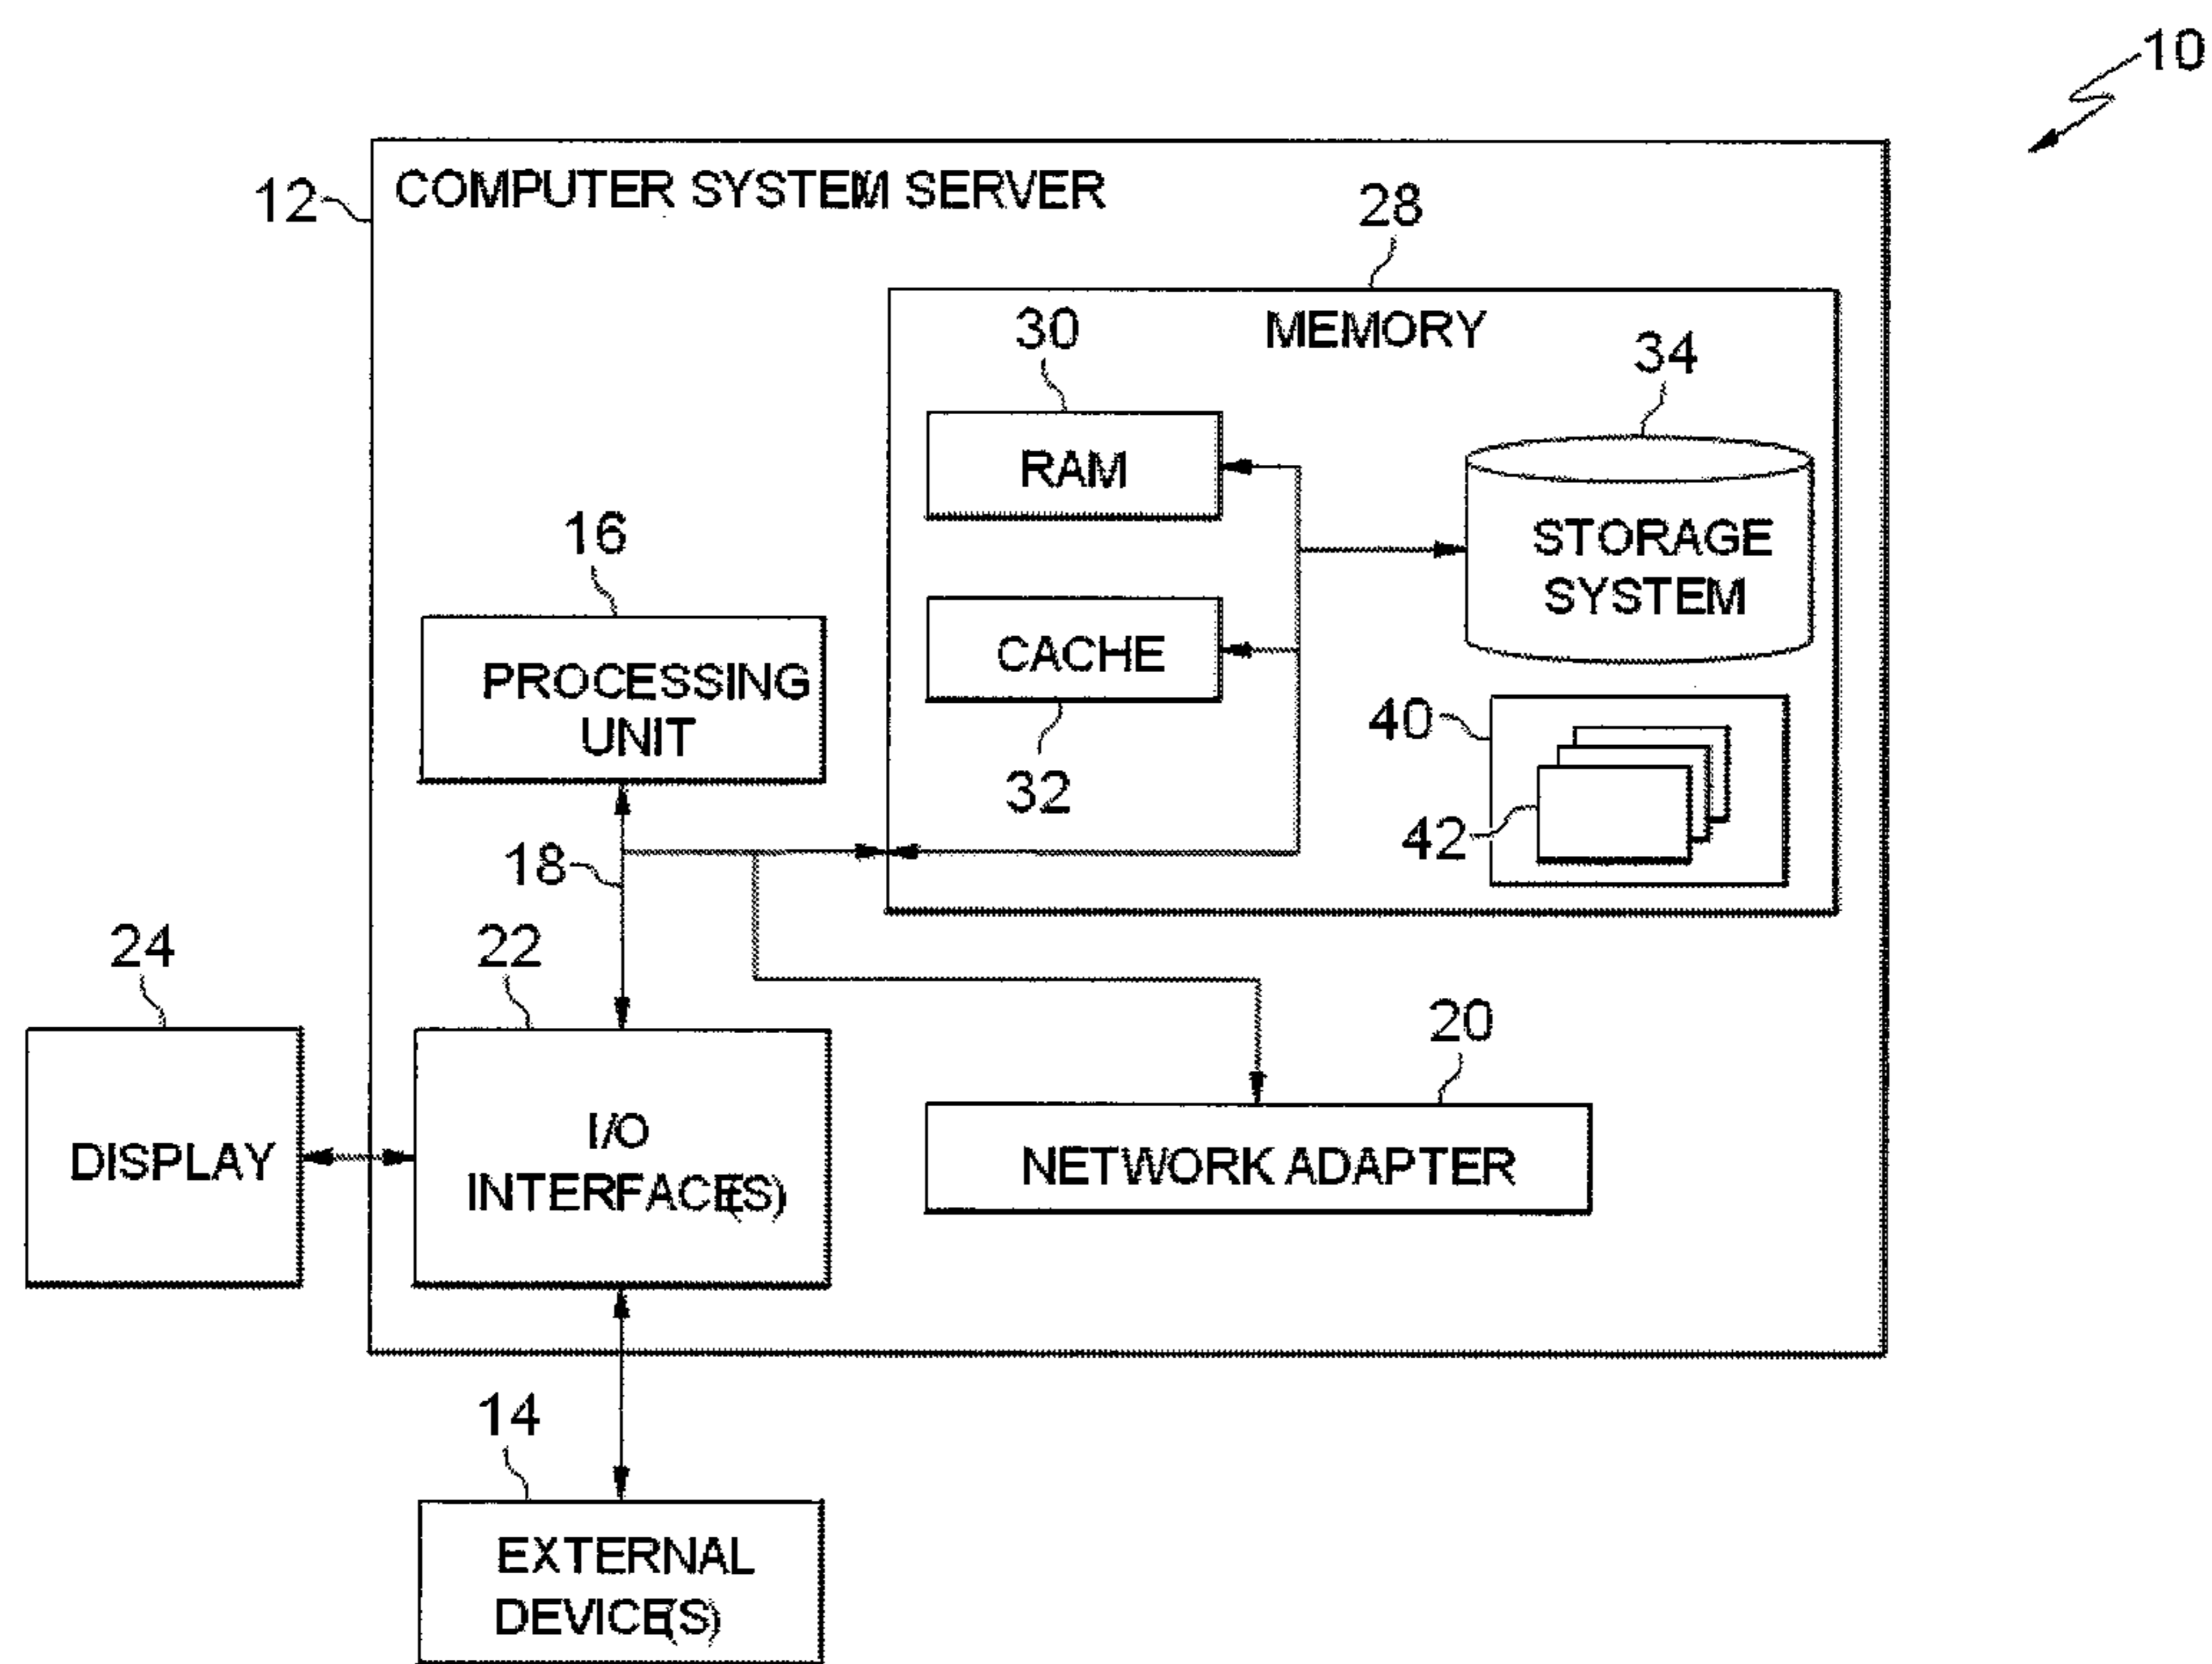 10
12
COMPUTER SYSTEM SERVER
28
MEMORY
30
34
RAM
STORAGE
SYSTEM
16
CACHE
PROCESSING
UNIT
32
40
42
18
24
22
20
DISPLAY
I/O
INTERFACE(S)
NETWORK ADAPTER
14
EXTERNAL
DEVICE(S)